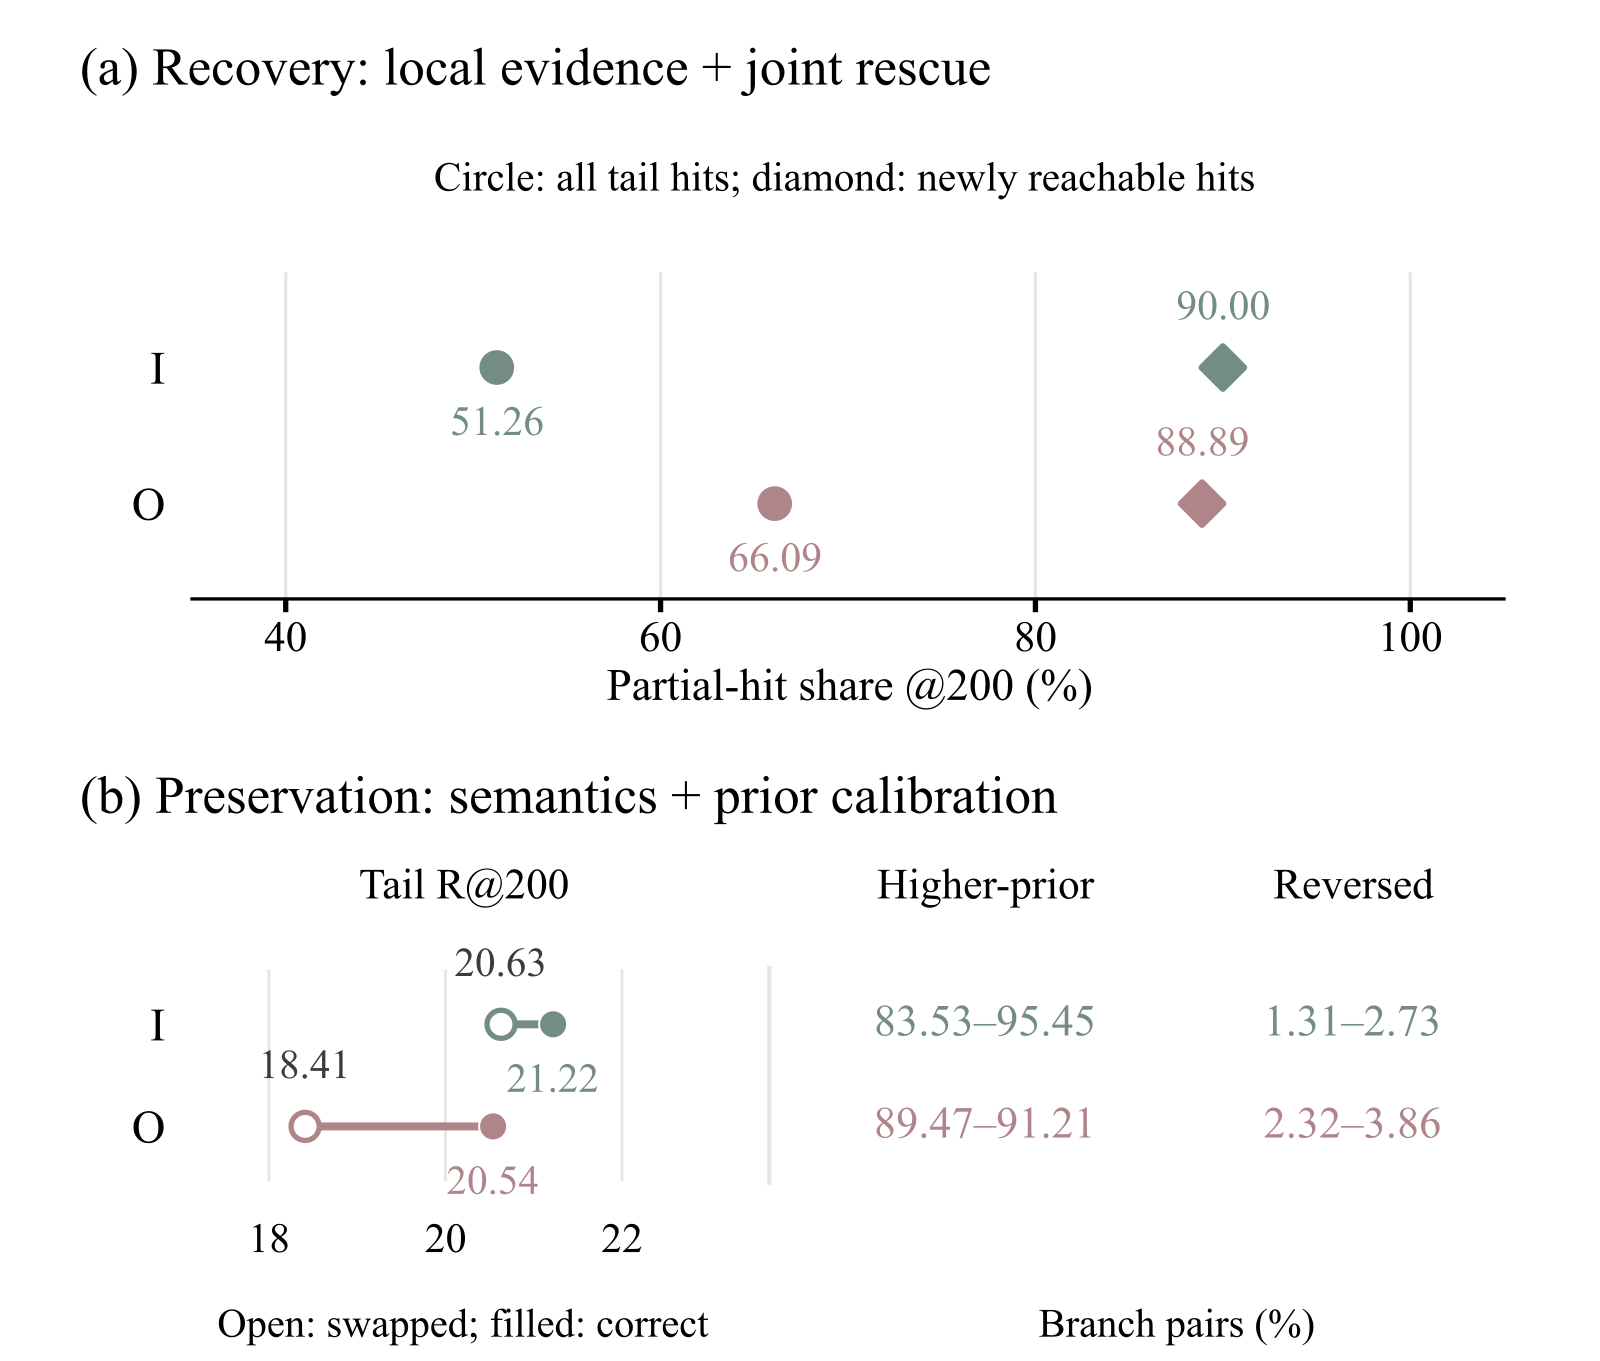 (a) Recovery: local evidence + joint rescue
Circle: all tail hits; diamond: newly reachable hits
90.00
I
51.26
88.89
O
66.09
40 60 80 100
Partial-hit share @200 (%)
(b) Preservation: semantics + prior calibration
Tail R@200 Higher-prior Reversed
20.63
I 83.53–95.45 1.31–2.73
18.41 21.22
O 89.47–91.21 2.32–3.86
20.54
18 20 22
Open: swapped; filled: correct Branch pairs (%)